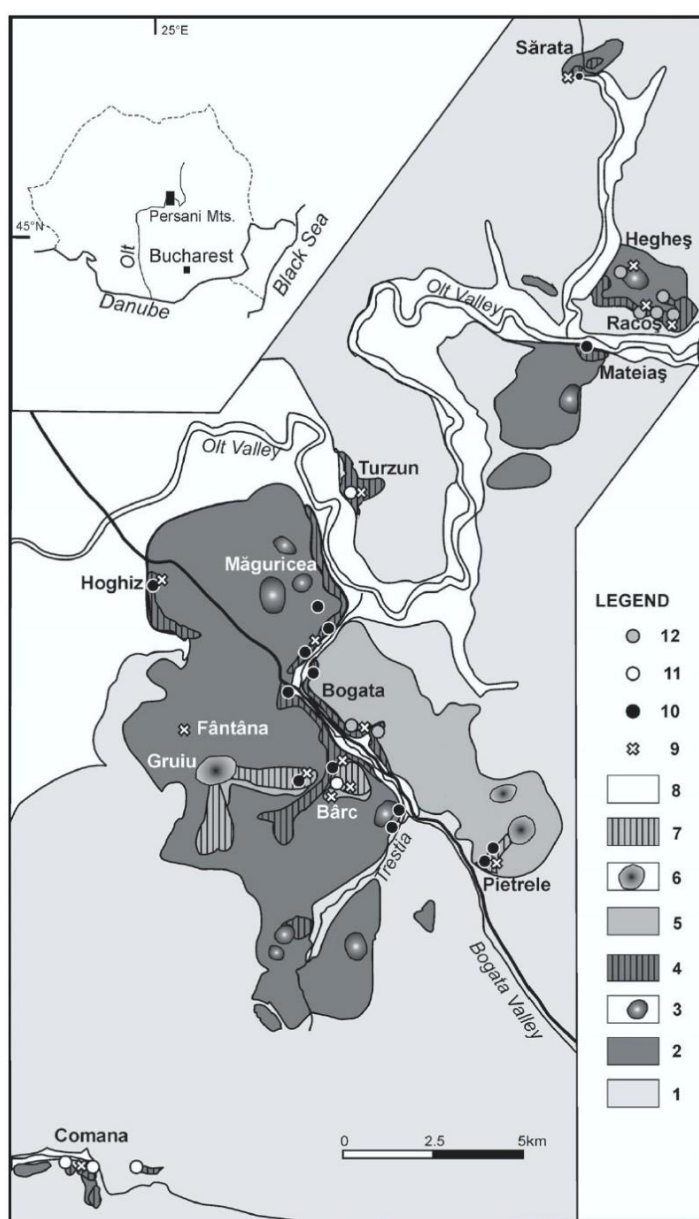 25°E
45°N
Persani Mts.
Olt
Bucharest
Danube
Black Sea
Sărata
Hegheş
Olt Valley
Racoş
Mateiaş
Olt Valley
Turzun
Măguricea
Hoghiz
Bogata
Fântâna
Gruiu
Bârc
Trestia
Pietrele
Bogata Valley
Comana
0 2.5 5km
LEGEND
12
11
10
9
8
7
6
5
4
3
2
1